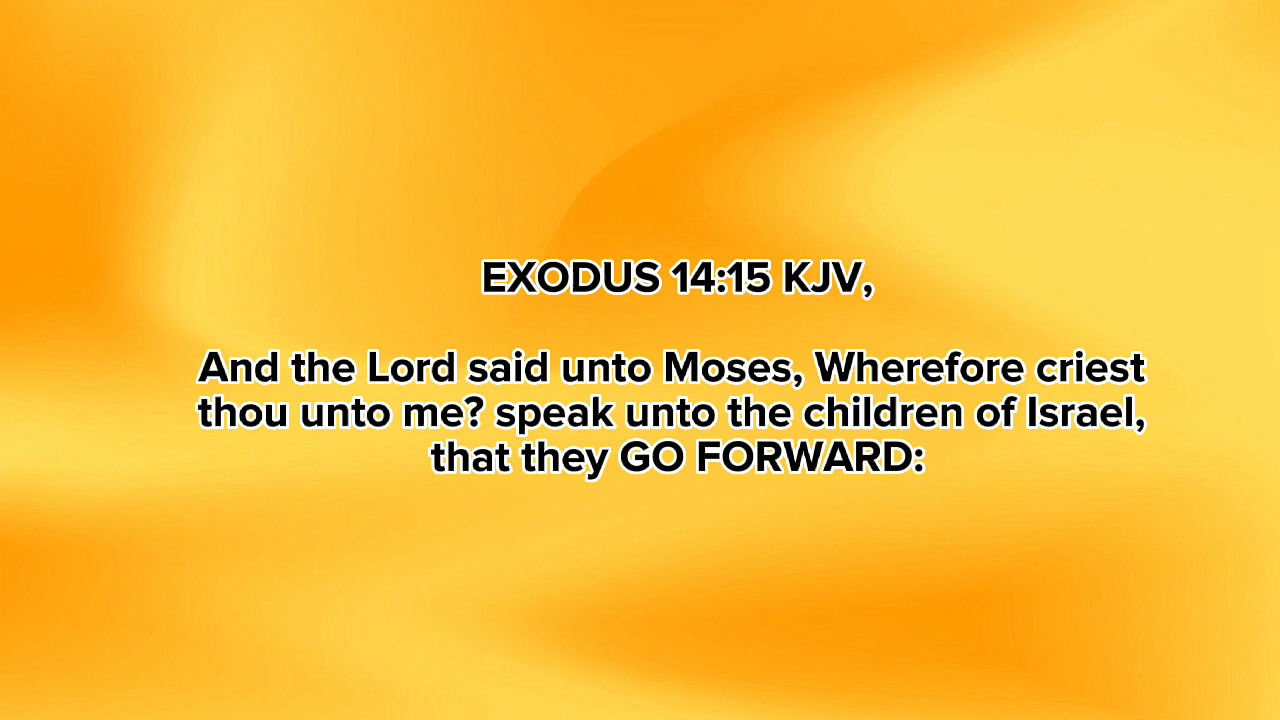 EXODUS 14:15 KJV,
And the Lord said unto Moses, Wherefore criest
thou unto me? speak unto the children of Israel,
that they GO FORWARD: